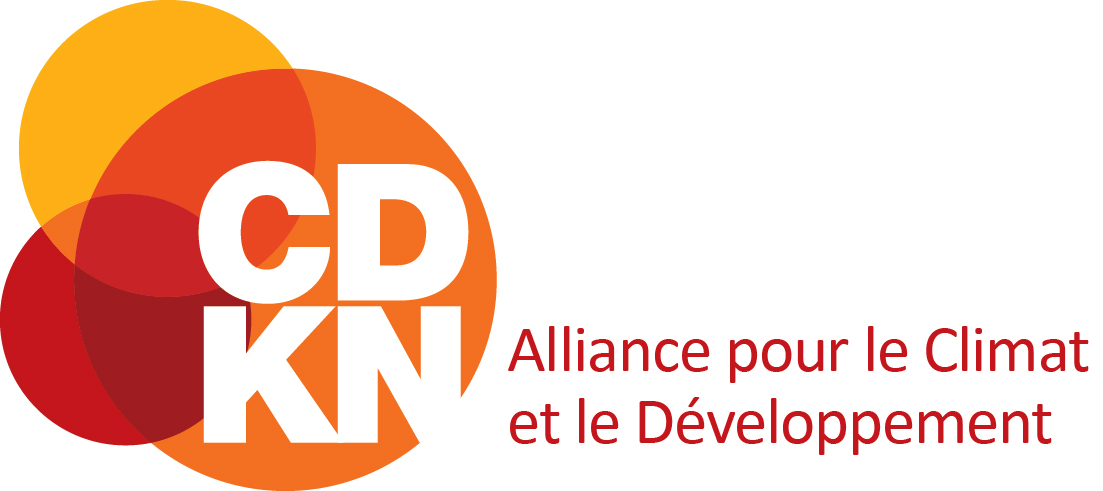 CD
KN
Alliance pour le Climat
et le Développement